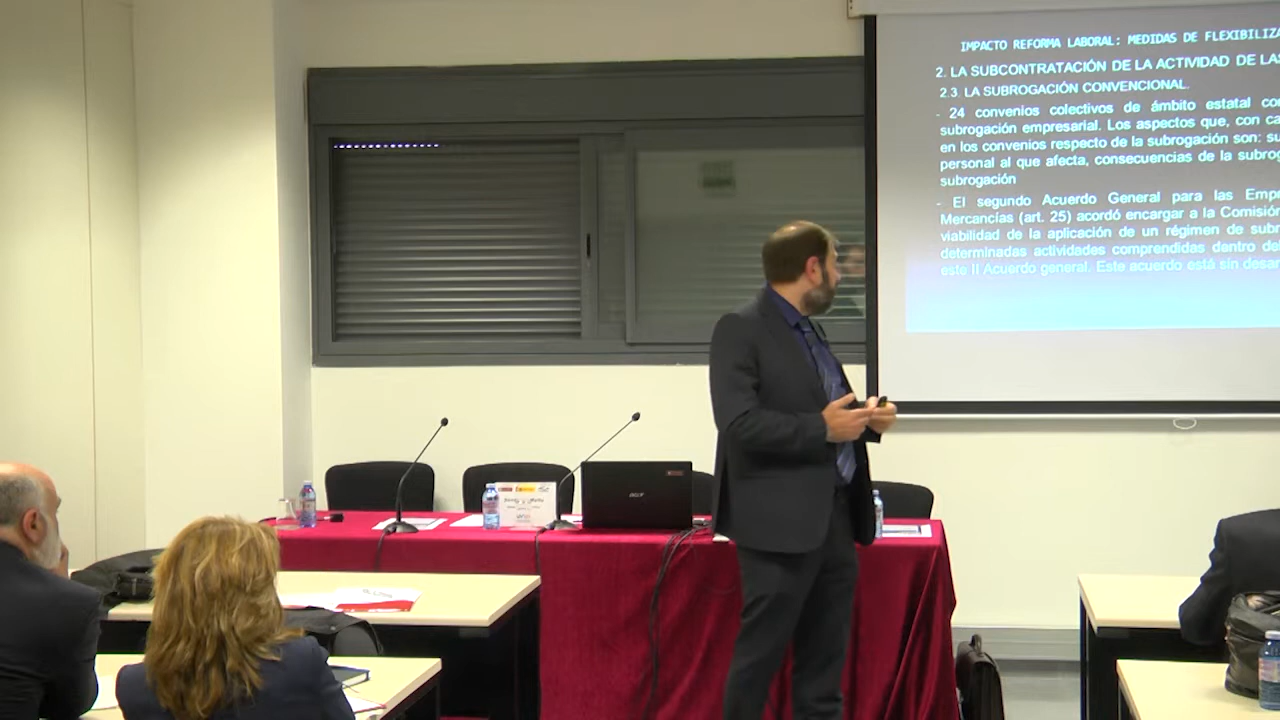 IMPACTO REFORMA LABORAL: MEDIDAS DE FLEXIBILIZA
2. LA SUBCONTRATACIÓN DE LA ACTIVIDAD DE LAS
2.3. LA SUBROGACIÓN CONVENCIONAL.
- 24 convenios colectivos de ámbito estatal con
subrogación empresarial. Los aspectos que, con ca
en los convenios respecto de la subrogación son: su
personal al que afecta, consecuencias de la subrog
subrogación
- El segundo Acuerdo General para las Empr
Mercancías (art. 25) acordó encargar a la Comisión
viabilidad de la aplicación de un régimen de subr
determinadas actividades comprendidas dentro del
este II Acuerdo general. Este acuerdo está sin desar
acer